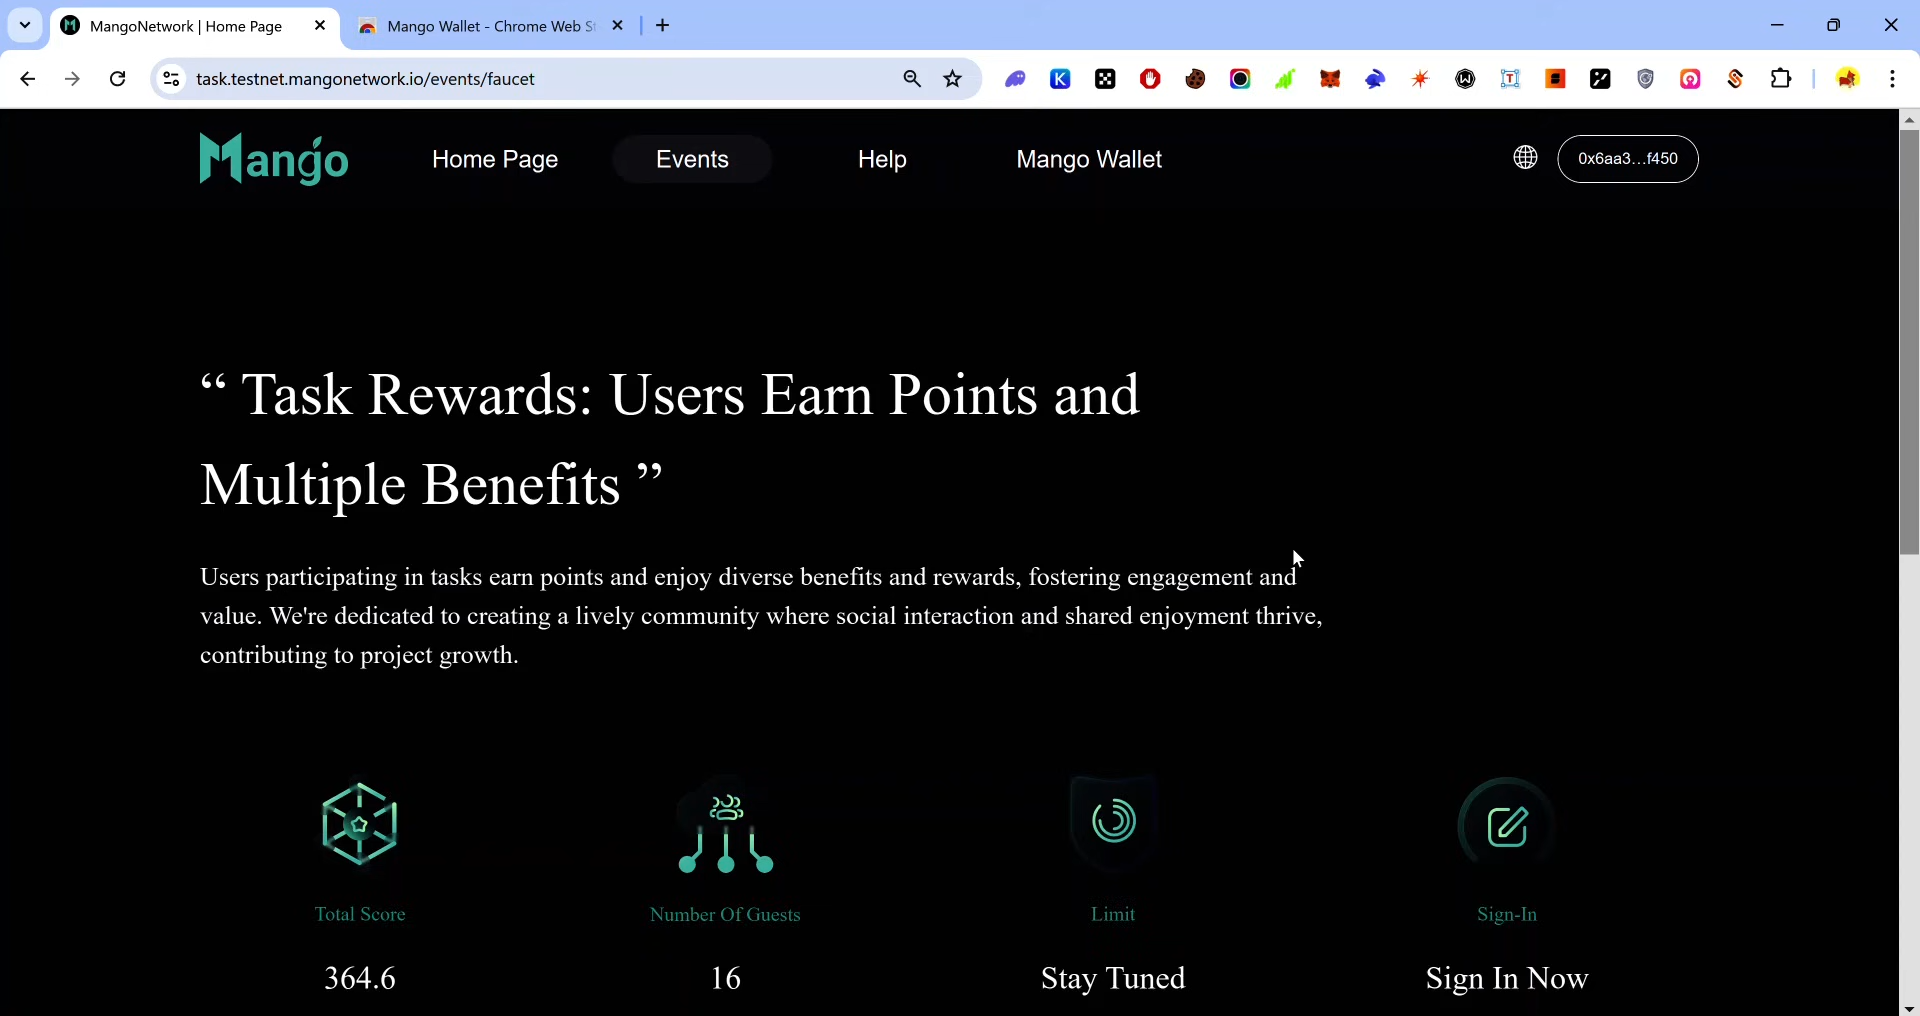 MangoNetwork | Home Page
Mango Wallet - Chrome Web St
task.testnet.mangonetwork.io/events/faucet
Mango
Home Page
Events
Help
Mango Wallet
0x6aa3...f450
“ Task Rewards: Users Earn Points and
Multiple Benefits ”
Users participating in tasks earn points and enjoy diverse benefits and rewards, fostering engagement and
value. We're dedicated to creating a lively community where social interaction and shared enjoyment thrive,
contributing to project growth.
Total Score
Number Of Guests
Limit
Sign-In
364.6
16
Stay Tuned
Sign In Now